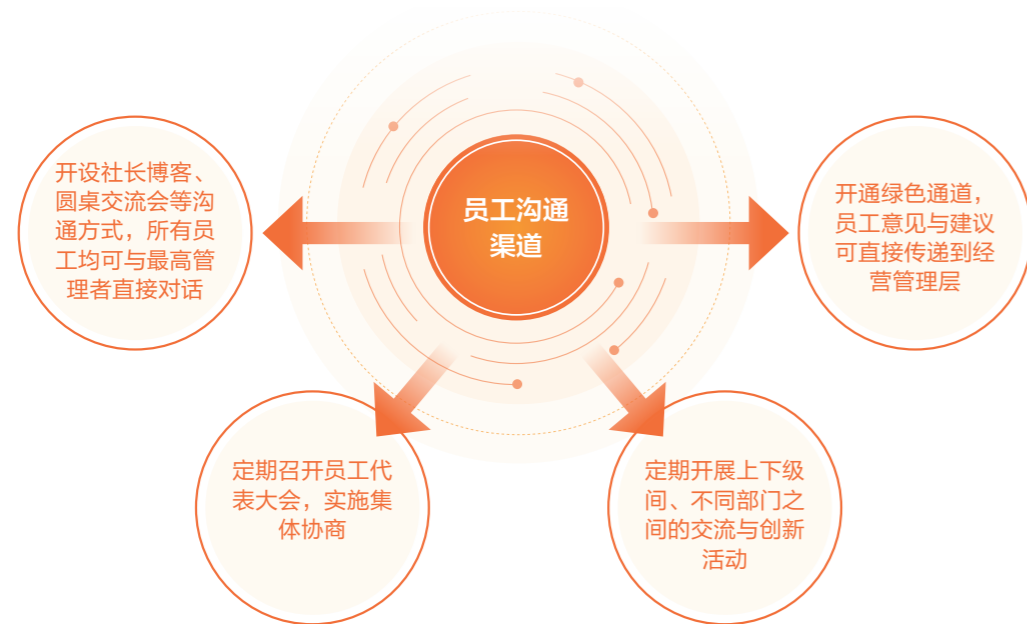 员工沟通
渠道
开设社长博客、
圆桌交流会等沟
通方式，所有员
工均可与最高管
理者直接对话
开通绿色通道，
员工意见与建议
可直接传递到经
营管理层
定期召开员工代
表大会，实施集
体协商
定期开展上下级
间、不同部门之
间的交流与创新
活动